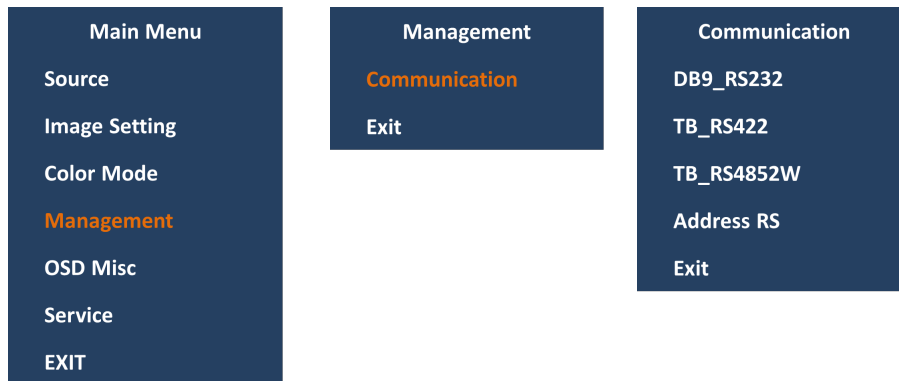 Main Menu
Source
Image Setting
Color Mode
Management
OSD Misc
Service
EXIT
Management
Communication
Exit
Communication
DB9_RS232
TB_RS422
TB_RS4852W
Address RS
Exit